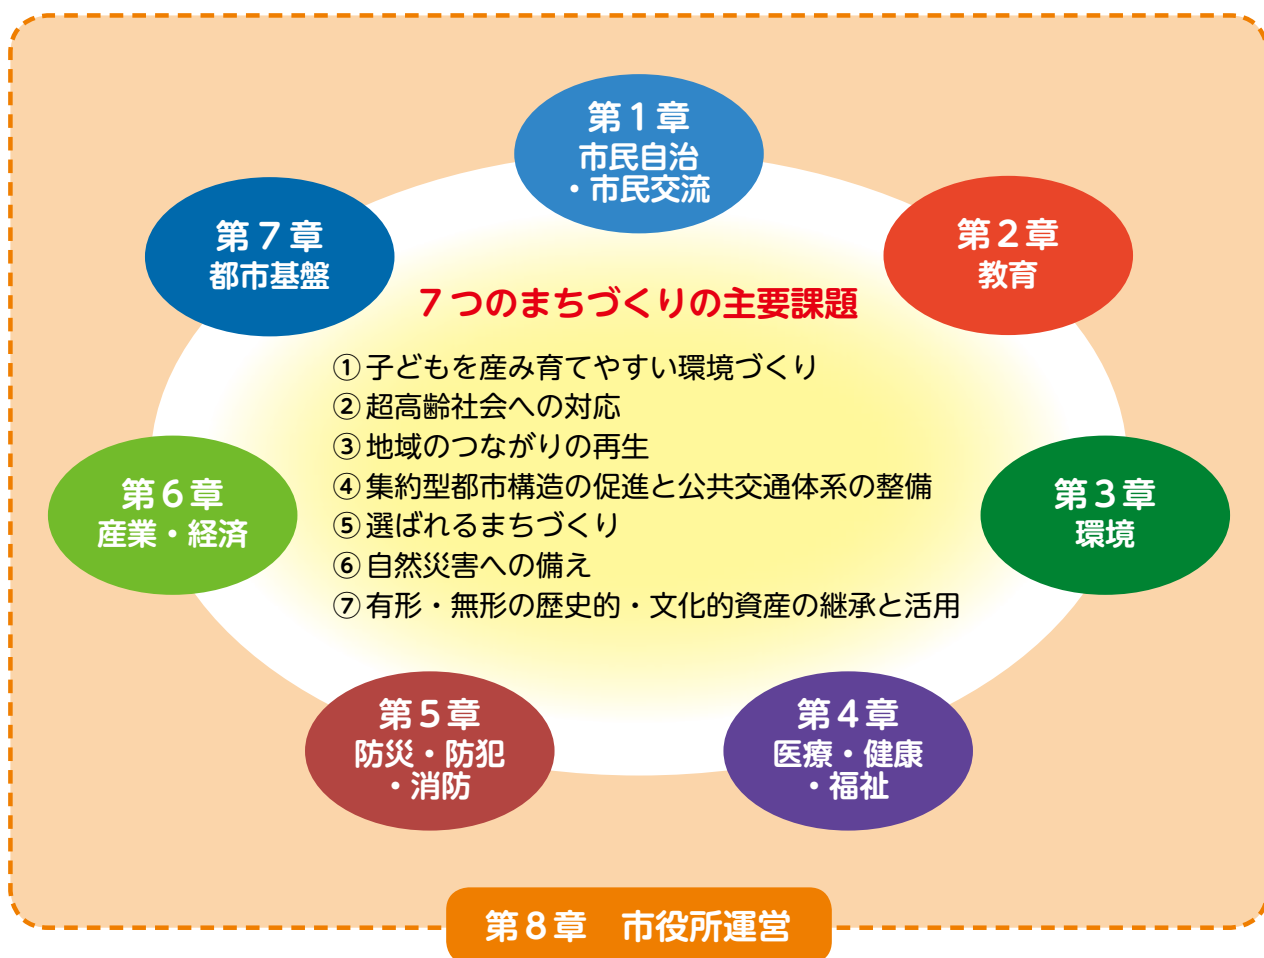 第1章
市民自治
・市民交流
第2章
教育
第7章
都市基盤
7つのまちづくりの主要課題
①子どもを産み育てやすい環境づくり
②超高齢社会への対応
③地域のつながりの再生
④集約型都市構造の促進と公共交通体系の整備
⑤選ばれるまちづくり
⑥自然災害への備え
⑦有形・無形の歴史的・文化的資産の継承と活用
第6章
産業・経済
第3章
環境
第5章
防災・防犯
・消防
第4章
医療・健康
・福祉
第8章　市役所運営